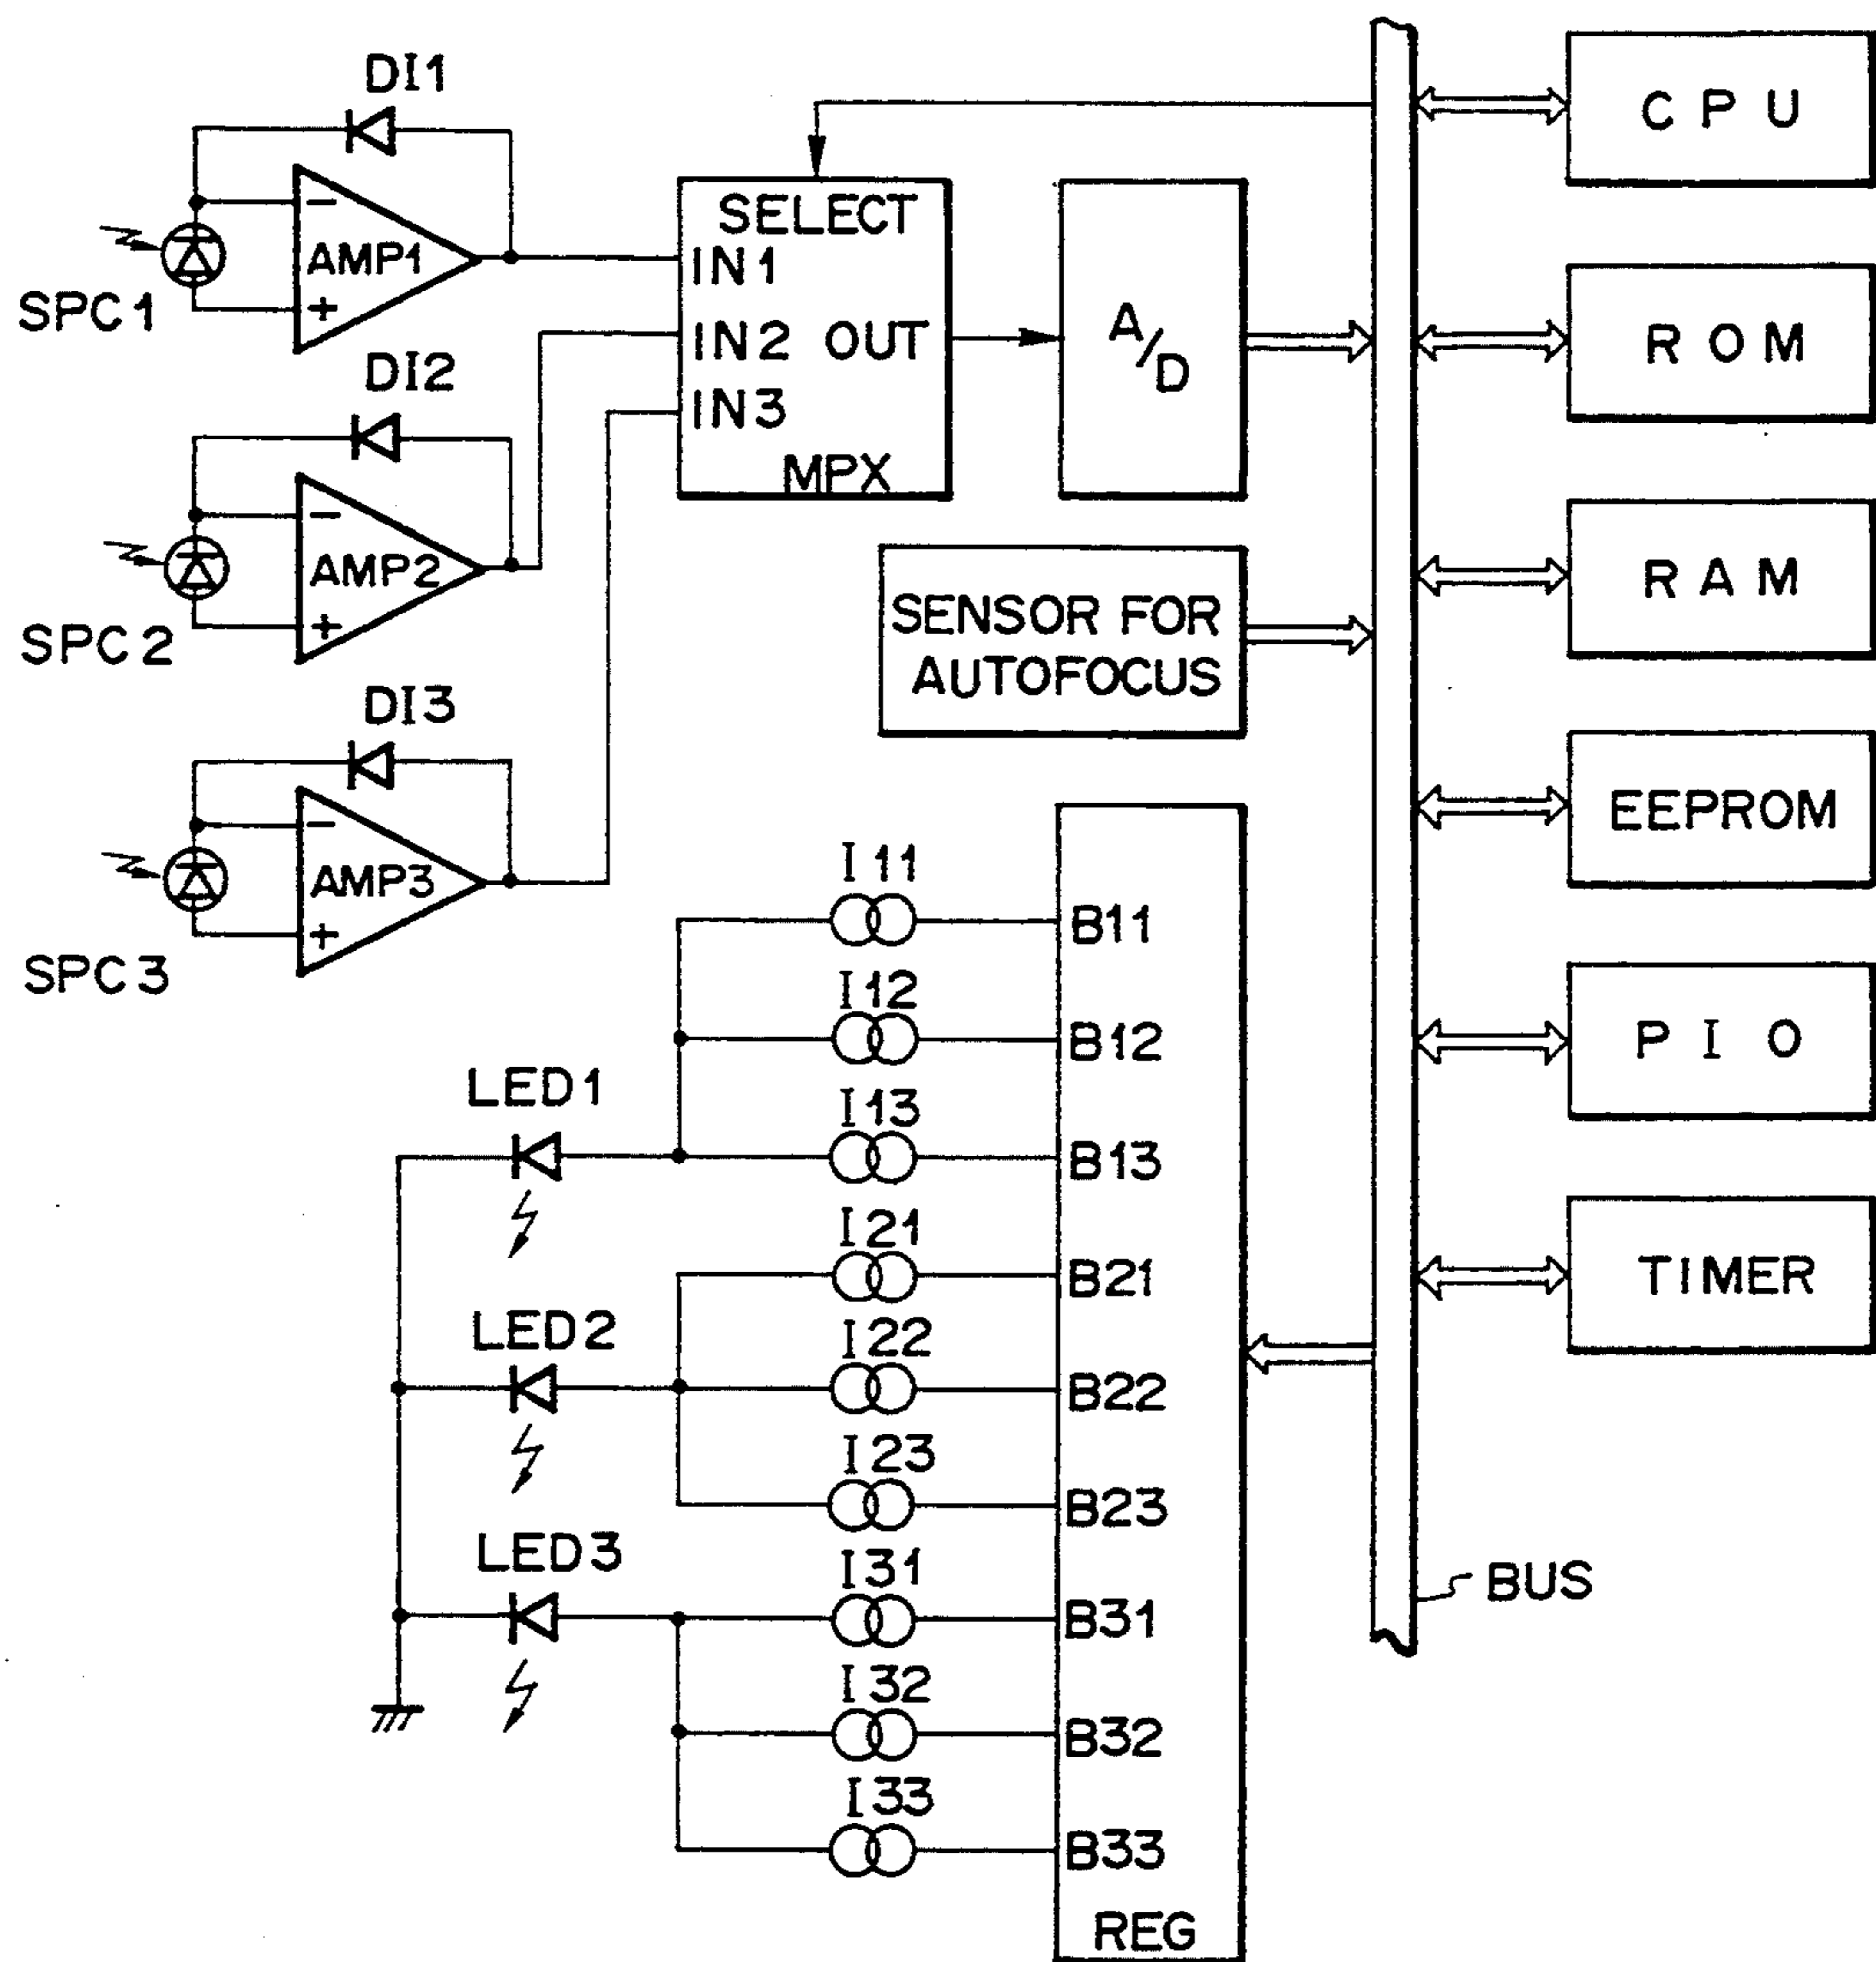 DI1
AMP1
-
+
SPC1
DI2
AMP2
-
+
SPC2
DI3
AMP3
-
+
SPC3
SELECT
IN1
IN2 OUT
IN3
MPX
A/D
SENSOR FOR
AUTOFOCUS
CPU
ROM
RAM
EEPROM
PIO
TIMER
BUS
LED1
LED2
LED3
I11
I12
I13
I21
I22
I23
I31
I32
I33
B11
B12
B13
B21
B22
B23
B31
B32
B33
REG